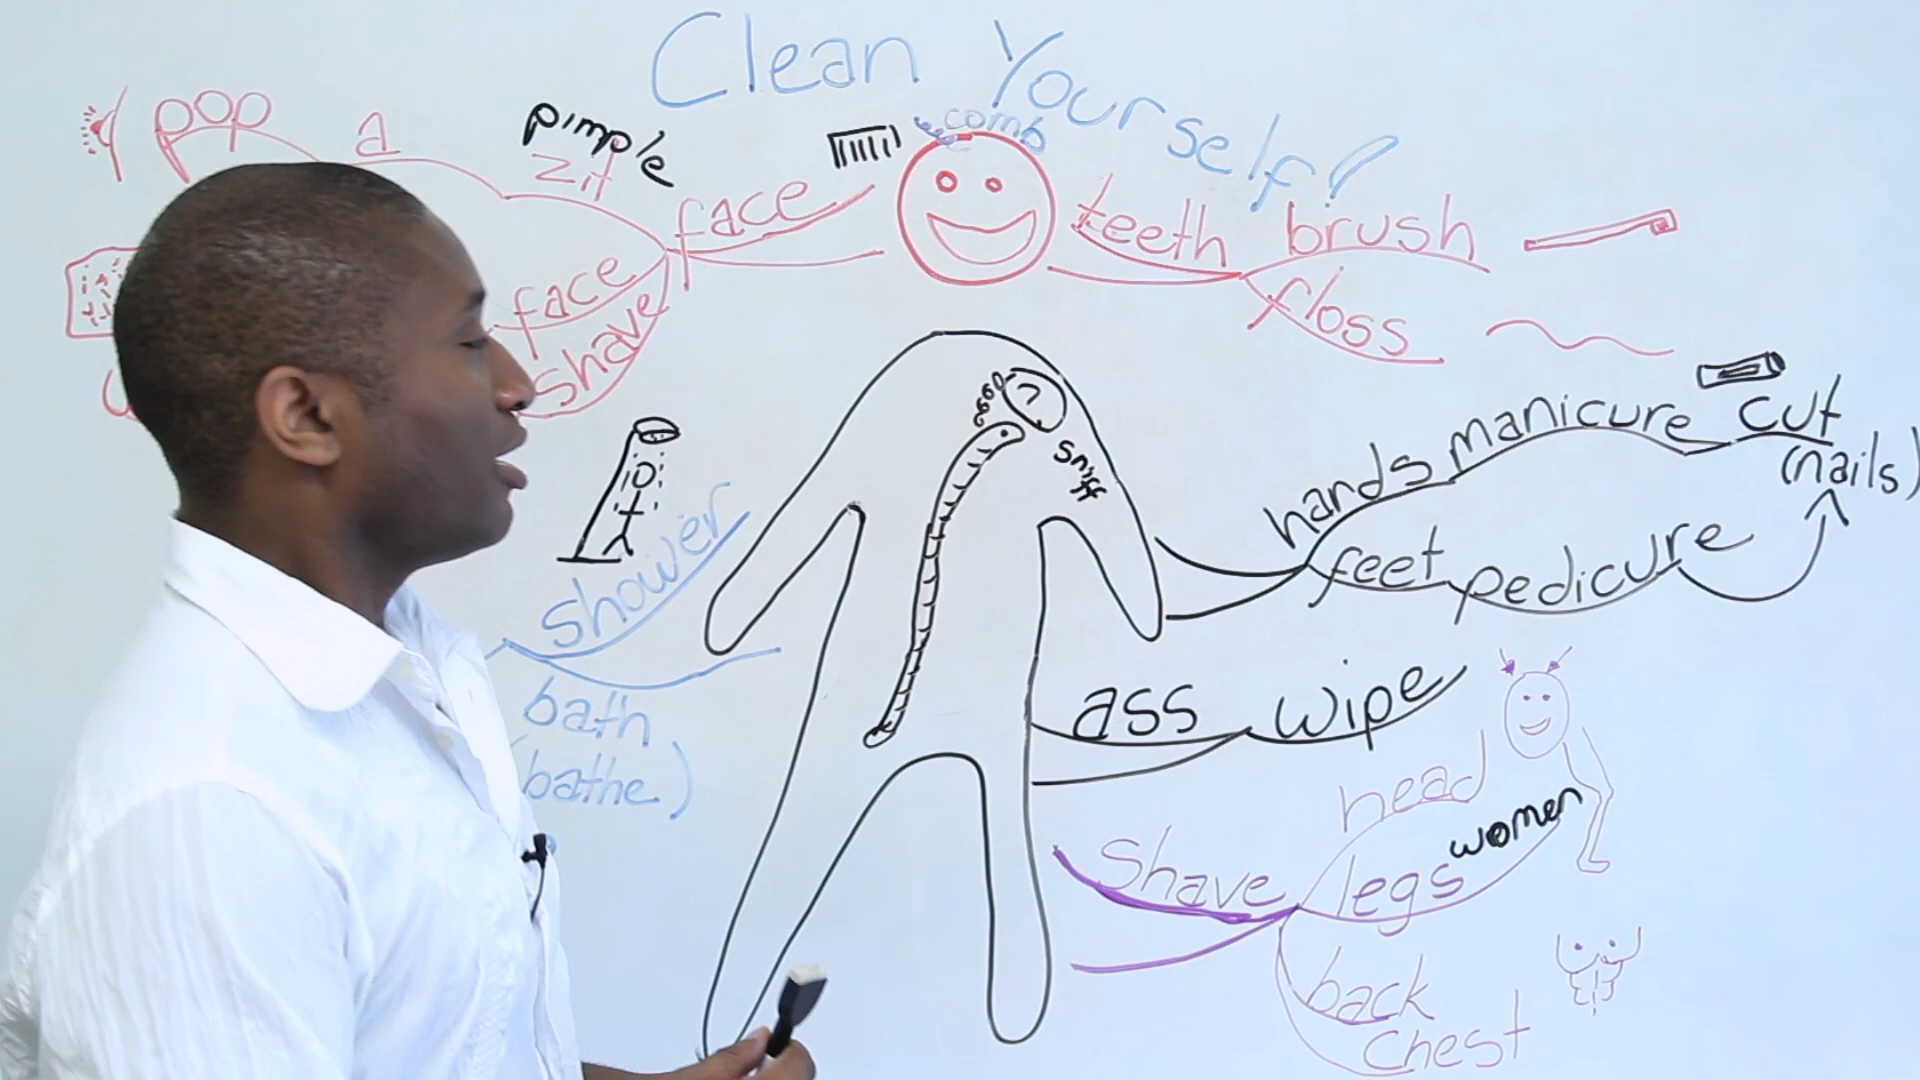 Clean Yourself!
pop a zit
pimple
comb
face
face
shave
teeth brush
floss
sniff
hands manicure cut
(nails)
feet pedicure
shower
bath
(bathe)
ass wipe
Shave
head
legs women
back
chest